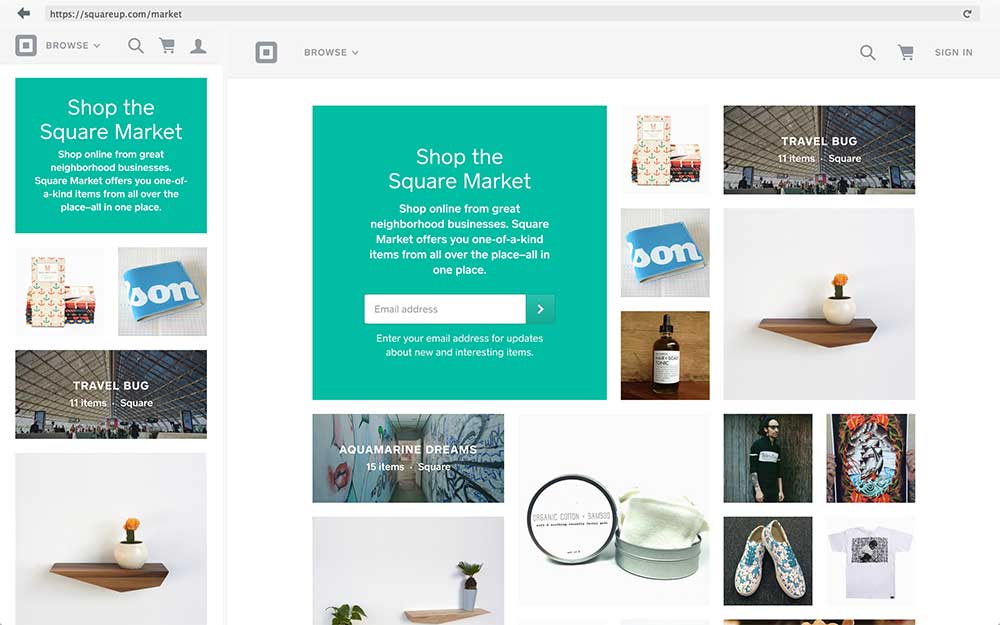 https://squareup.com/market
BROWSE
Shop the
Square Market
Shop online from great
neighborhood businesses.
Square Market offers you one-of-
a-kind items from all over the
place–all in one place.
son
TRAVEL BUG
11 items · Square
BROWSE
SIGN IN
Shop the
Square Market
Shop online from great
neighborhood businesses. Square
Market offers you one-of-a-kind
items from all over the place–all in
one place.
Email address
Enter your email address for updates
about new and interesting items.
TRAVEL BUG
11 items · Square
son
HAIR + SCALP
TONIC
AQUAMARINE DREAMS
15 items · Square
ORGANIC COTTON + BAMBOO